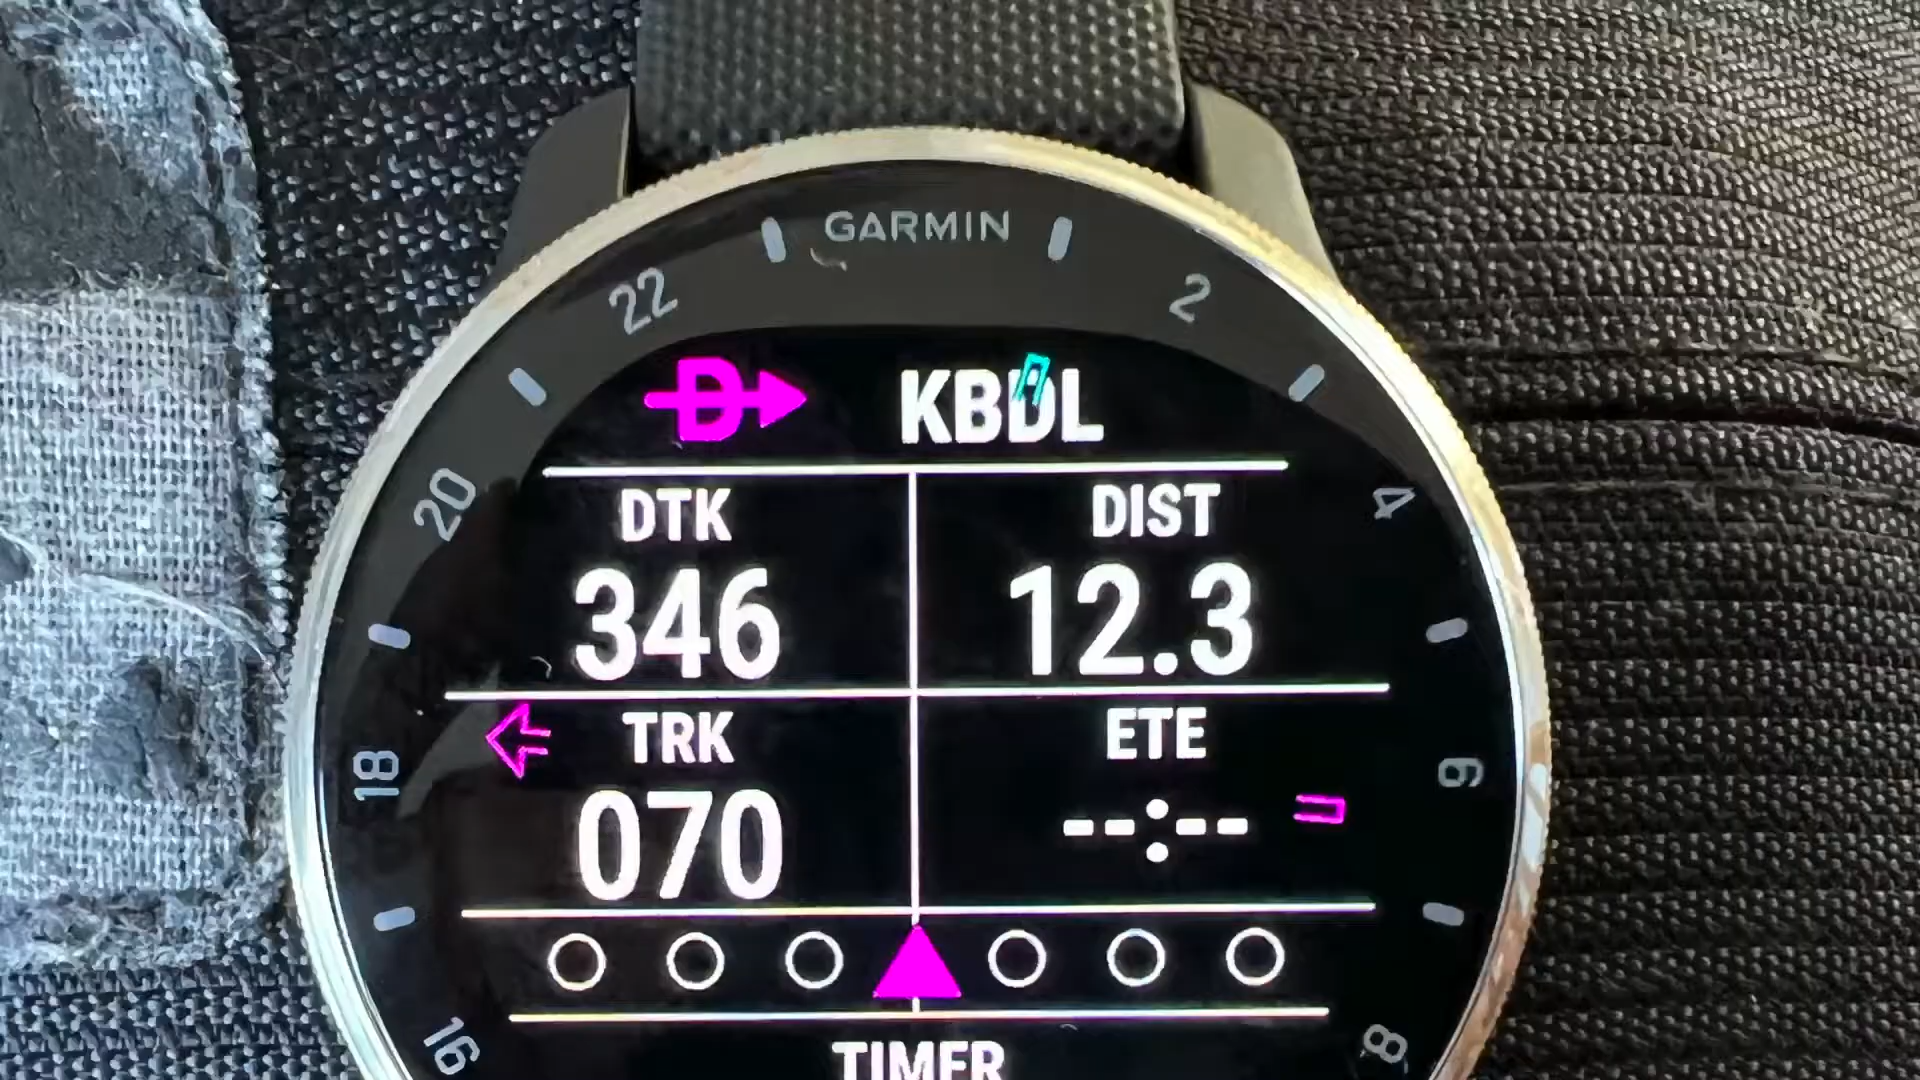 GARMIN
22
2
D KBDL
20
4
DTK DIST
346 12.3
TRK ETE
18
6
070 --:--
16
8
TIMER